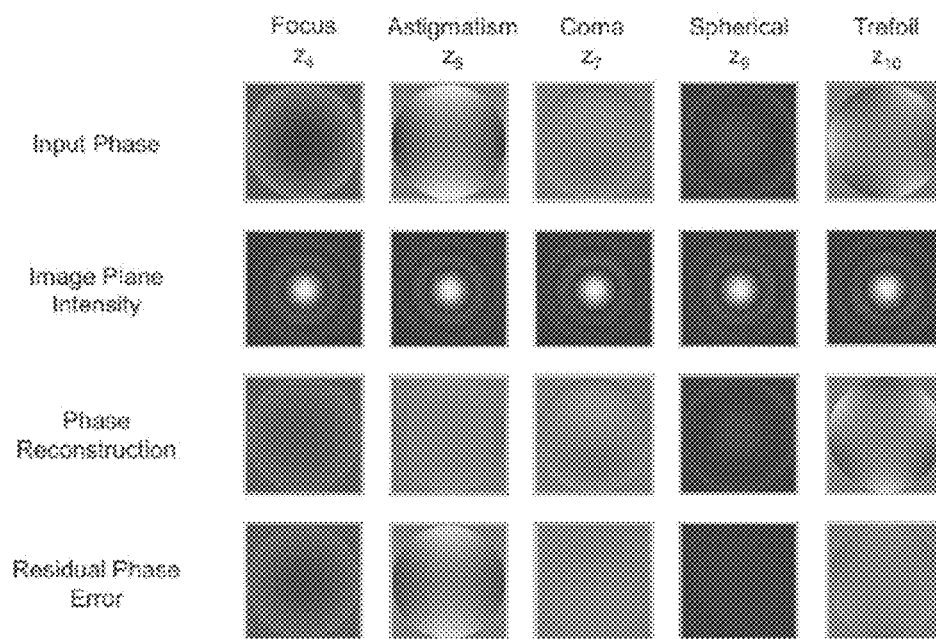 Focus Astigmatism Coma Spherical Trefoil
z4 z6 z7 z9 z10
Input Phase
Image Plane
Intensity
Phase
Reconstruction
Residual Phase
Error